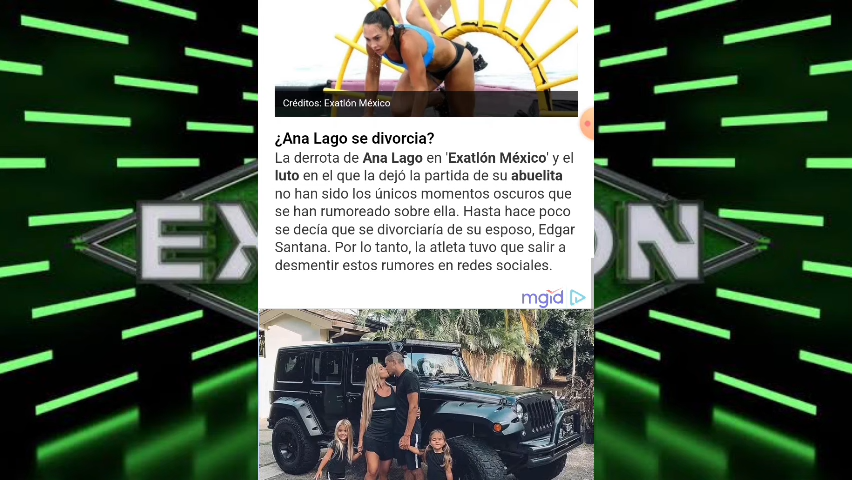 Créditos: Exatlón México
¿Ana Lago se divorcia?
La derrota de Ana Lago en 'Exatlón México' y el
luto en el que la dejó la partida de su abuelita
no han sido los únicos momentos oscuros que
se han rumoreado sobre ella. Hasta hace poco
se decía que se divorciaría de su esposo, Edgar
Santana. Por lo tanto, la atleta tuvo que salir a
desmentir estos rumores en redes sociales.
EX
ON
mgid